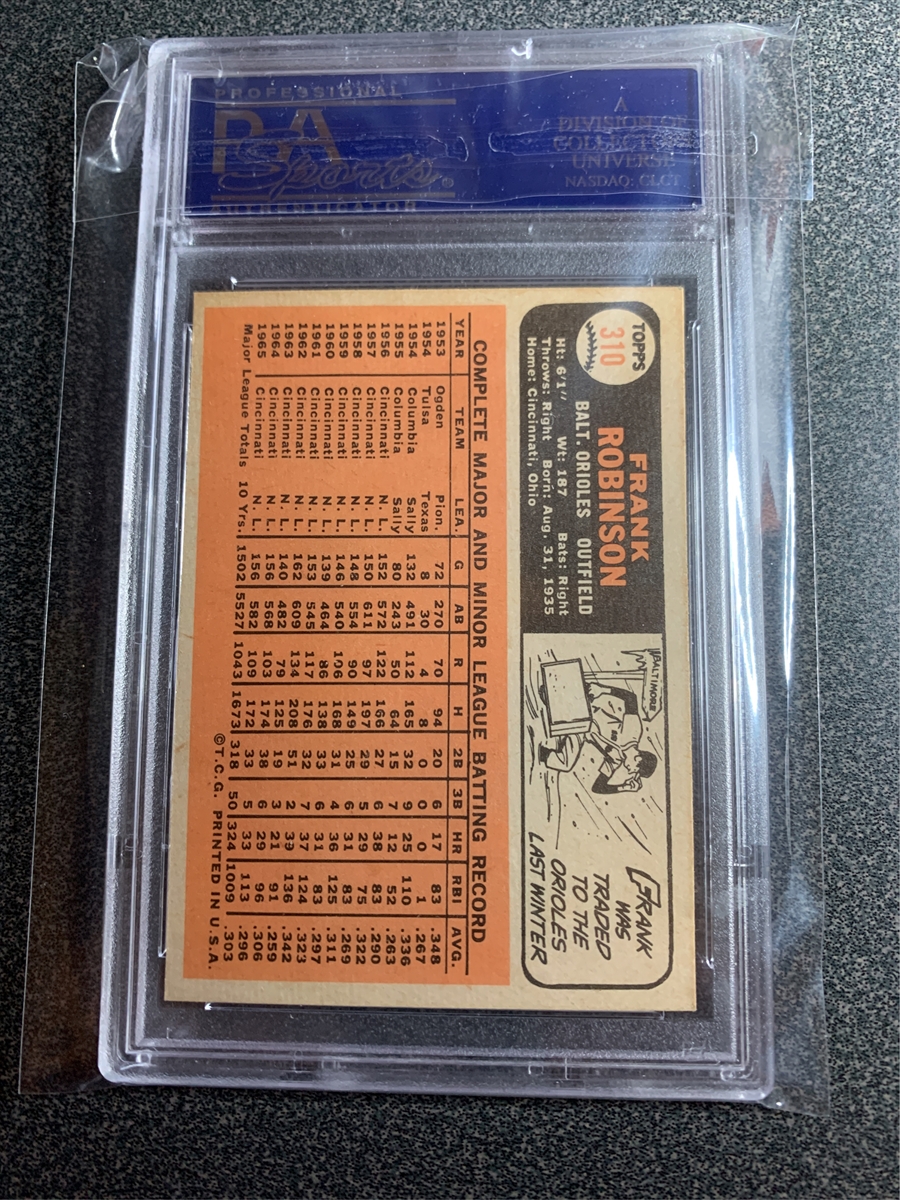 PROFESSIONAL
PSA
Sports®
AUTHENTICATOR
A
DIVISION OF
COLLECTORS
UNIVERSE
NASDAQ: CLCT
TOPPS
310
FRANK
ROBINSON
BALT. ORIOLES OUTFIELD
Ht: 6'1" Wt: 187 Bats: Right
Throws: Right Born: Aug. 31, 1935
Home: Cincinnati, Ohio
BALTIMORE
FRANK
WAS
TRADED
TO THE
ORIOLES
LAST WINTER
COMPLETE MAJOR AND MINOR LEAGUE BATTING RECORD
YEAR TEAM LEA. G AB R H 2B 3B HR RBI AVG.
1953 Ogden Pion. 72 270 70 94 20 6 17 83 .348
1954 Tulsa Texas 8 30 4 8 0 0 0 1 .267
1954 Columbia Sally 132 491 112 165 32 9 25 110 .336
1955 Columbia Sally 80 243 50 64 15 7 12 52 .263
1956 Cincinnati N. L. 152 572 122 166 27 6 38 83 .290
1957 Cincinnati N. L. 150 611 97 197 29 5 29 75 .322
1958 Cincinnati N. L. 148 554 90 149 25 6 31 83 .269
1959 Cincinnati N. L. 146 540 106 168 31 4 36 125 .311
1960 Cincinnati N. L. 139 464 86 138 33 6 31 83 .297
1961 Cincinnati N. L. 153 545 117 176 32 7 37 124 .323
1962 Cincinnati N. L. 162 609 134 208 51 2 39 136 .342
1963 Cincinnati N. L. 140 482 79 125 19 3 21 91 .259
1964 Cincinnati N. L. 156 568 103 174 38 6 29 96 .306
1965 Cincinnati N. L. 156 582 109 172 33 5 33 113 .296
Major League Totals 10 Yrs. 1502 5527 1043 1673 318 50 324 1009 .303
©T.C.G. PRINTED IN U.S.A.